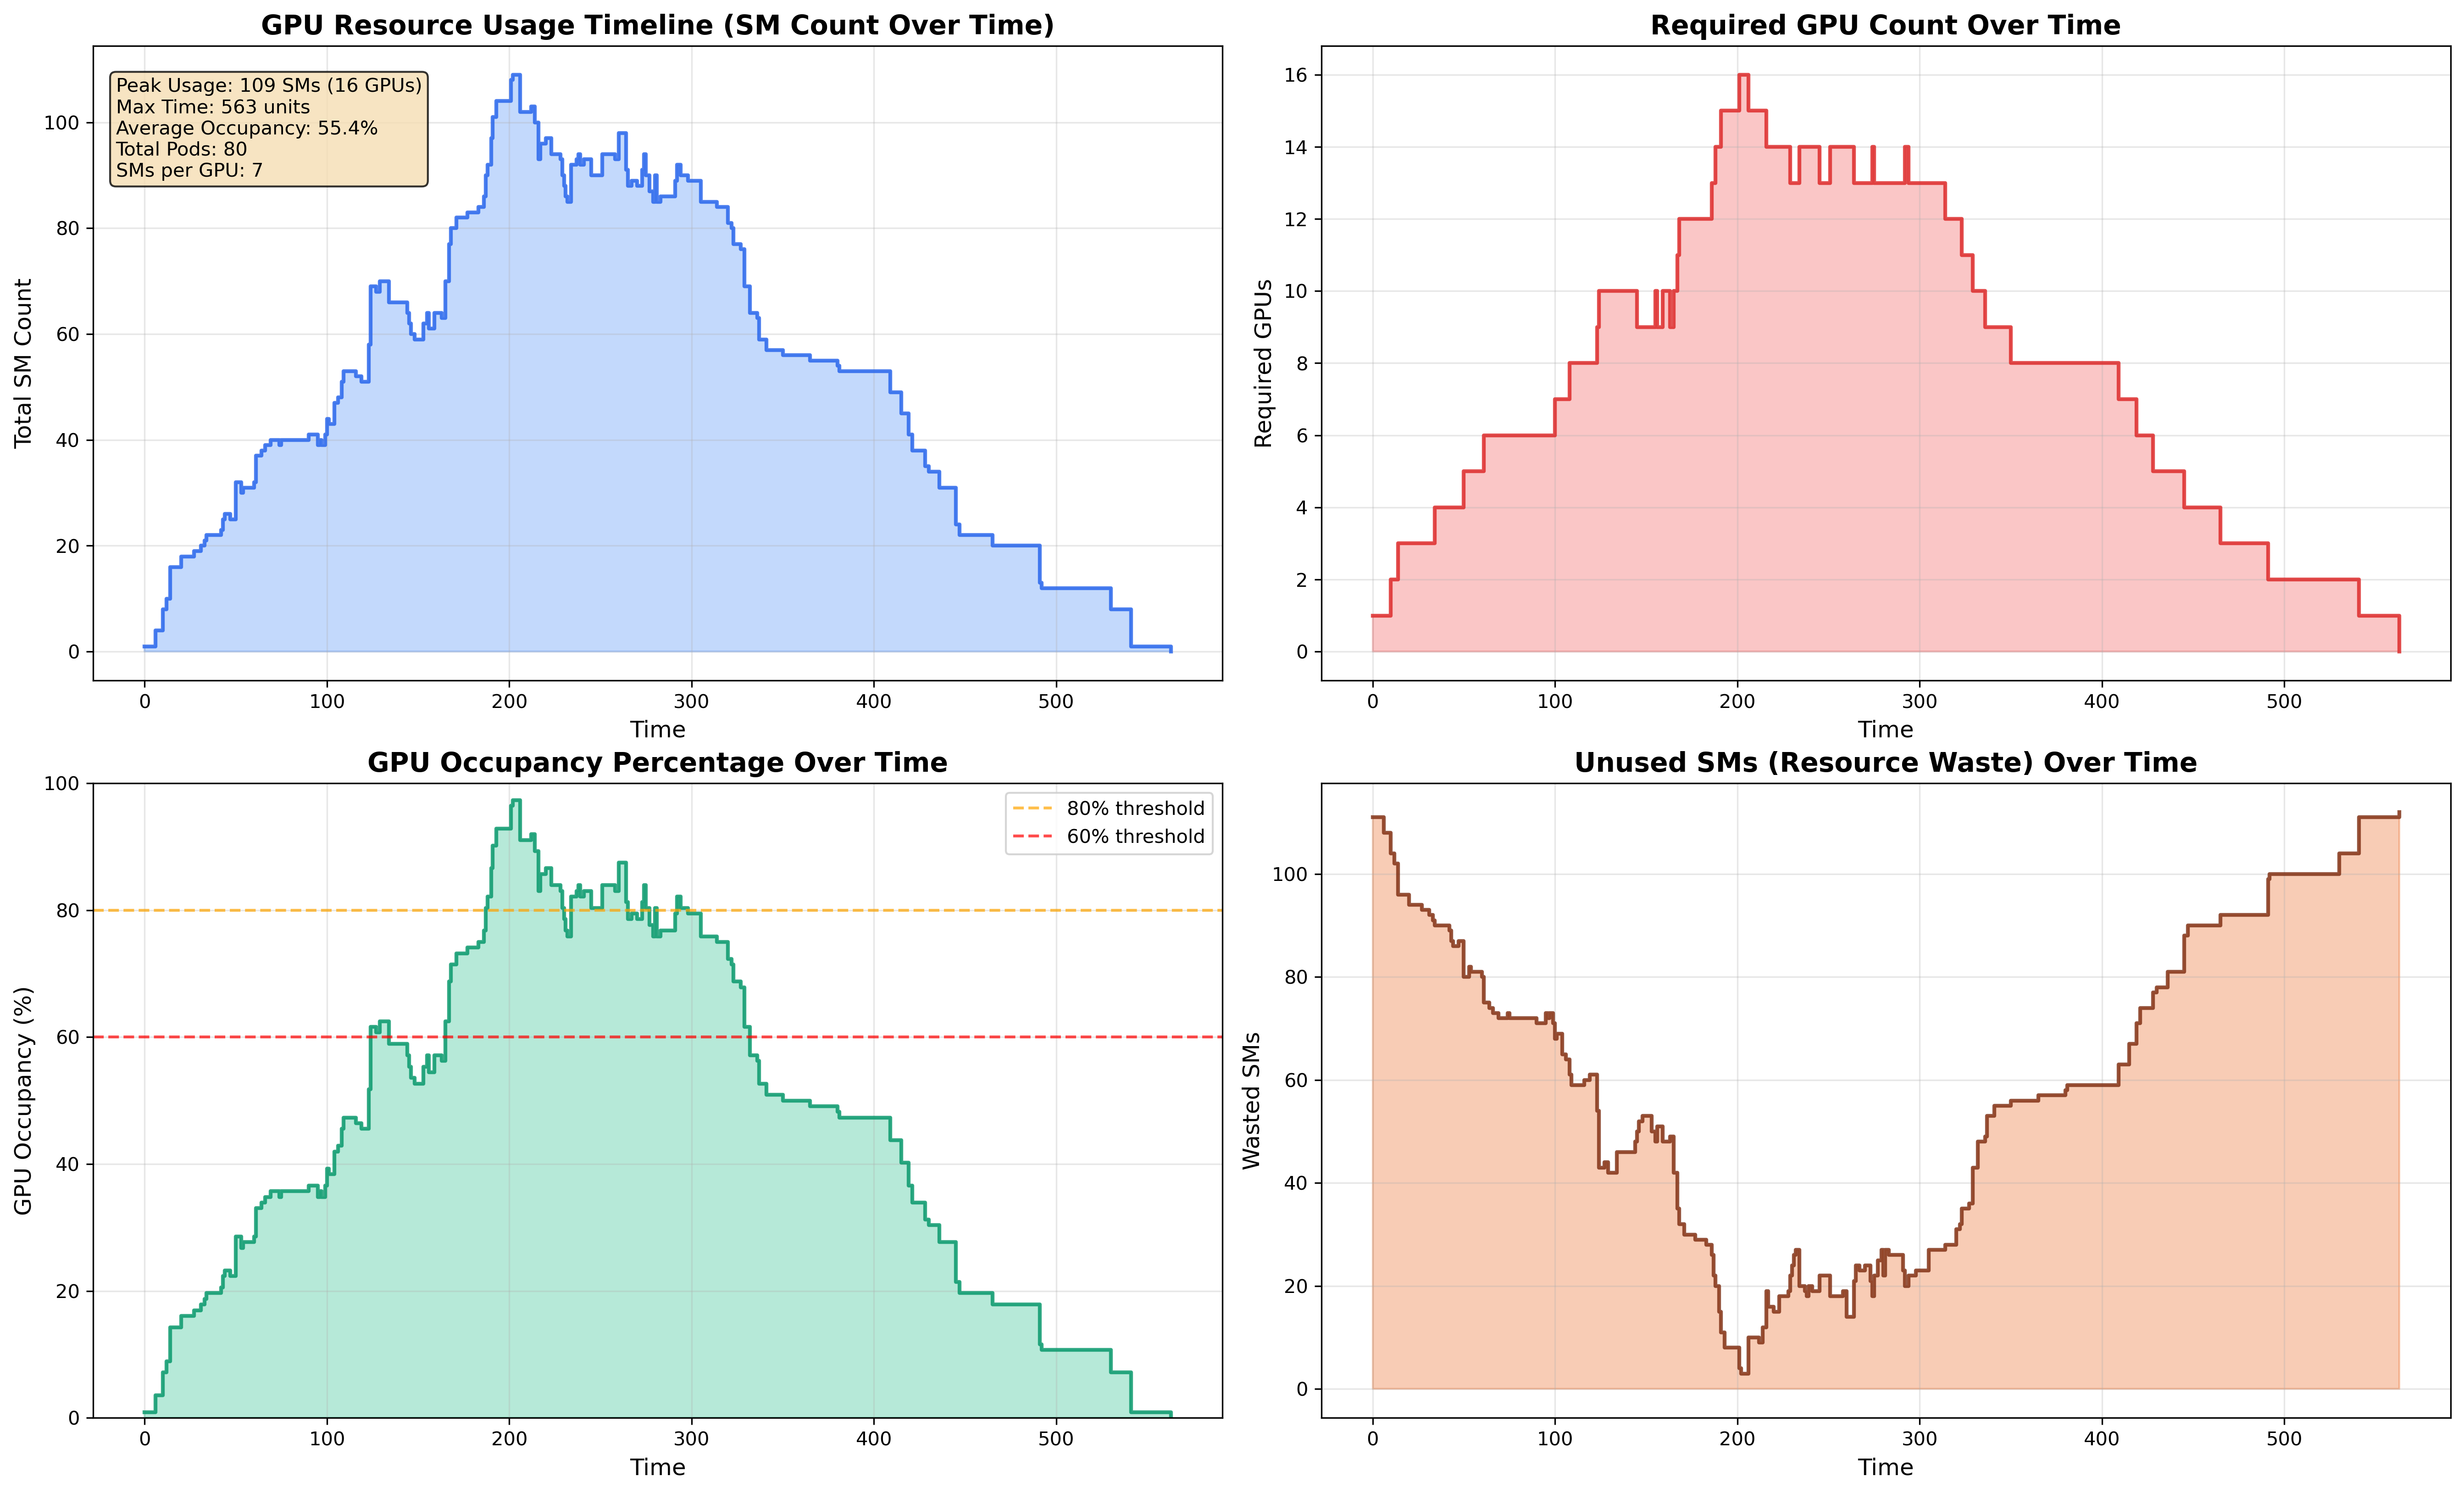 GPU Resource Usage Timeline (SM Count Over Time)
Peak Usage: 109 SMs (16 GPUs)
Max Time: 563 units
Average Occupancy: 55.4%
Total Pods: 80
SMs per GPU: 7
Total SM Count
100
80
60
40
20
0
0 100 200 300 400 500
Time
Required GPU Count Over Time
Required GPUs
16
14
12
10
8
6
4
2
0
0 100 200 300 400 500
Time
GPU Occupancy Percentage Over Time
80% threshold
60% threshold
GPU Occupancy (%)
100
80
60
40
20
0
0 100 200 300 400 500
Time
Unused SMs (Resource Waste) Over Time
Wasted SMs
100
80
60
40
20
0
0 100 200 300 400 500
Time